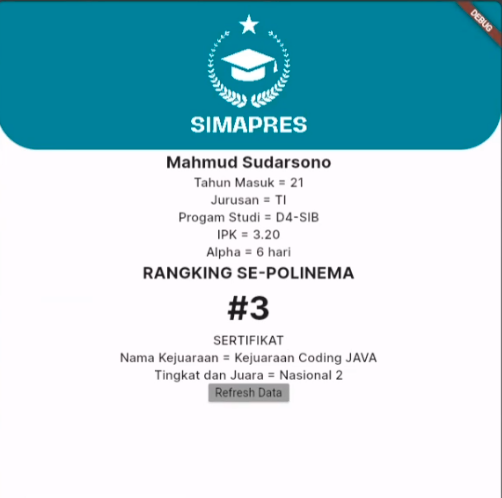 DEBUG
SIMAPRES
Mahmud Sudarsono
Tahun Masuk = 21
Jurusan = TI
Progam Studi = D4-SIB
IPK = 3.20
Alpha = 6 hari
RANGKING SE-POLINEMA
#3
SERTIFIKAT
Nama Kejuaraan = Kejuaraan Coding JAVA
Tingkat dan Juara = Nasional 2
Refresh Data